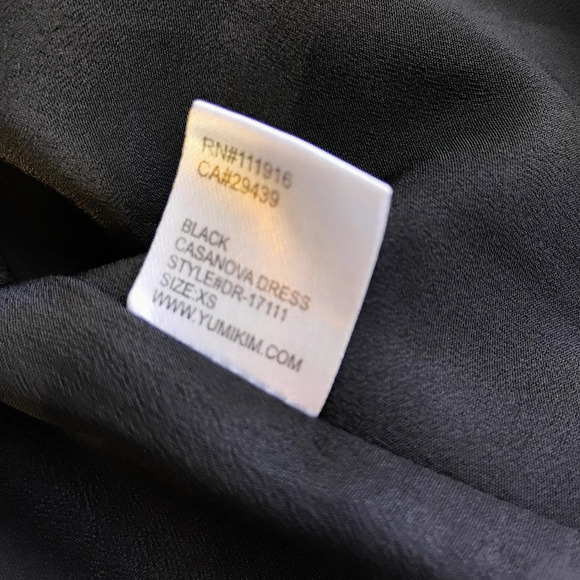 RN#111916
CA#29439
BLACK
CASANOVA DRESS
STYLE#DR-17111
SIZE:XS
WWW.YUMIKIM.COM